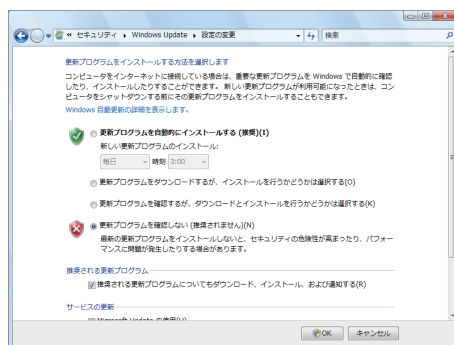 « セキュリティ ▸ Windows Update ▸ 設定の変更
検索
更新プログラムをインストールする方法を選択します
コンピュータをインターネットに接続している場合は、重要な更新プログラムを Windows で自動的に確認
したり、インストールしたりすることができます。 新しい更新プログラムが利用可能になったときは、コン
ピュータをシャットダウンする前にその更新プログラムをインストールすることもできます。
Windows 自動更新の詳細を表示します。
更新プログラムを自動的にインストールする (推奨)(I)
新しい更新プログラムのインストール:
毎日 時刻 3:00
更新プログラムをダウンロードするが、インストールを行うかどうかは選択する(O)
更新プログラムを確認するが、ダウンロードとインストールを行うかどうかは選択する(K)
更新プログラムを確認しない (推奨されません)(N)
最新の更新プログラムをインストールしないと、セキュリティの危険性が高まったり、パフォー
マンスに問題が発生したりする場合があります。
推奨される更新プログラム
推奨される更新プログラムについてもダウンロード、インストール、および通知する(R)
サービスの更新
Microsoft Update の使用(U)
OK キャンセル